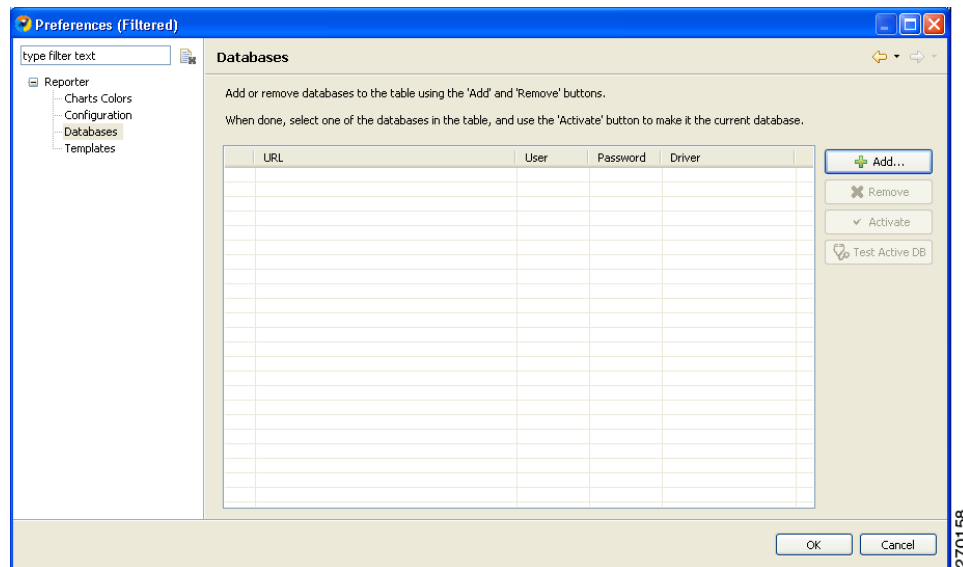 Preferences (Filtered)
type filter text
Databases
Reporter
Charts Colors
Configuration
Databases
Templates
Add or remove databases to the table using the 'Add' and 'Remove' buttons.
When done, select one of the databases in the table, and use the 'Activate' button to make it the current database.
URL User Password Driver
Add...
Remove
Activate
Test Active DB
OK Cancel
270158